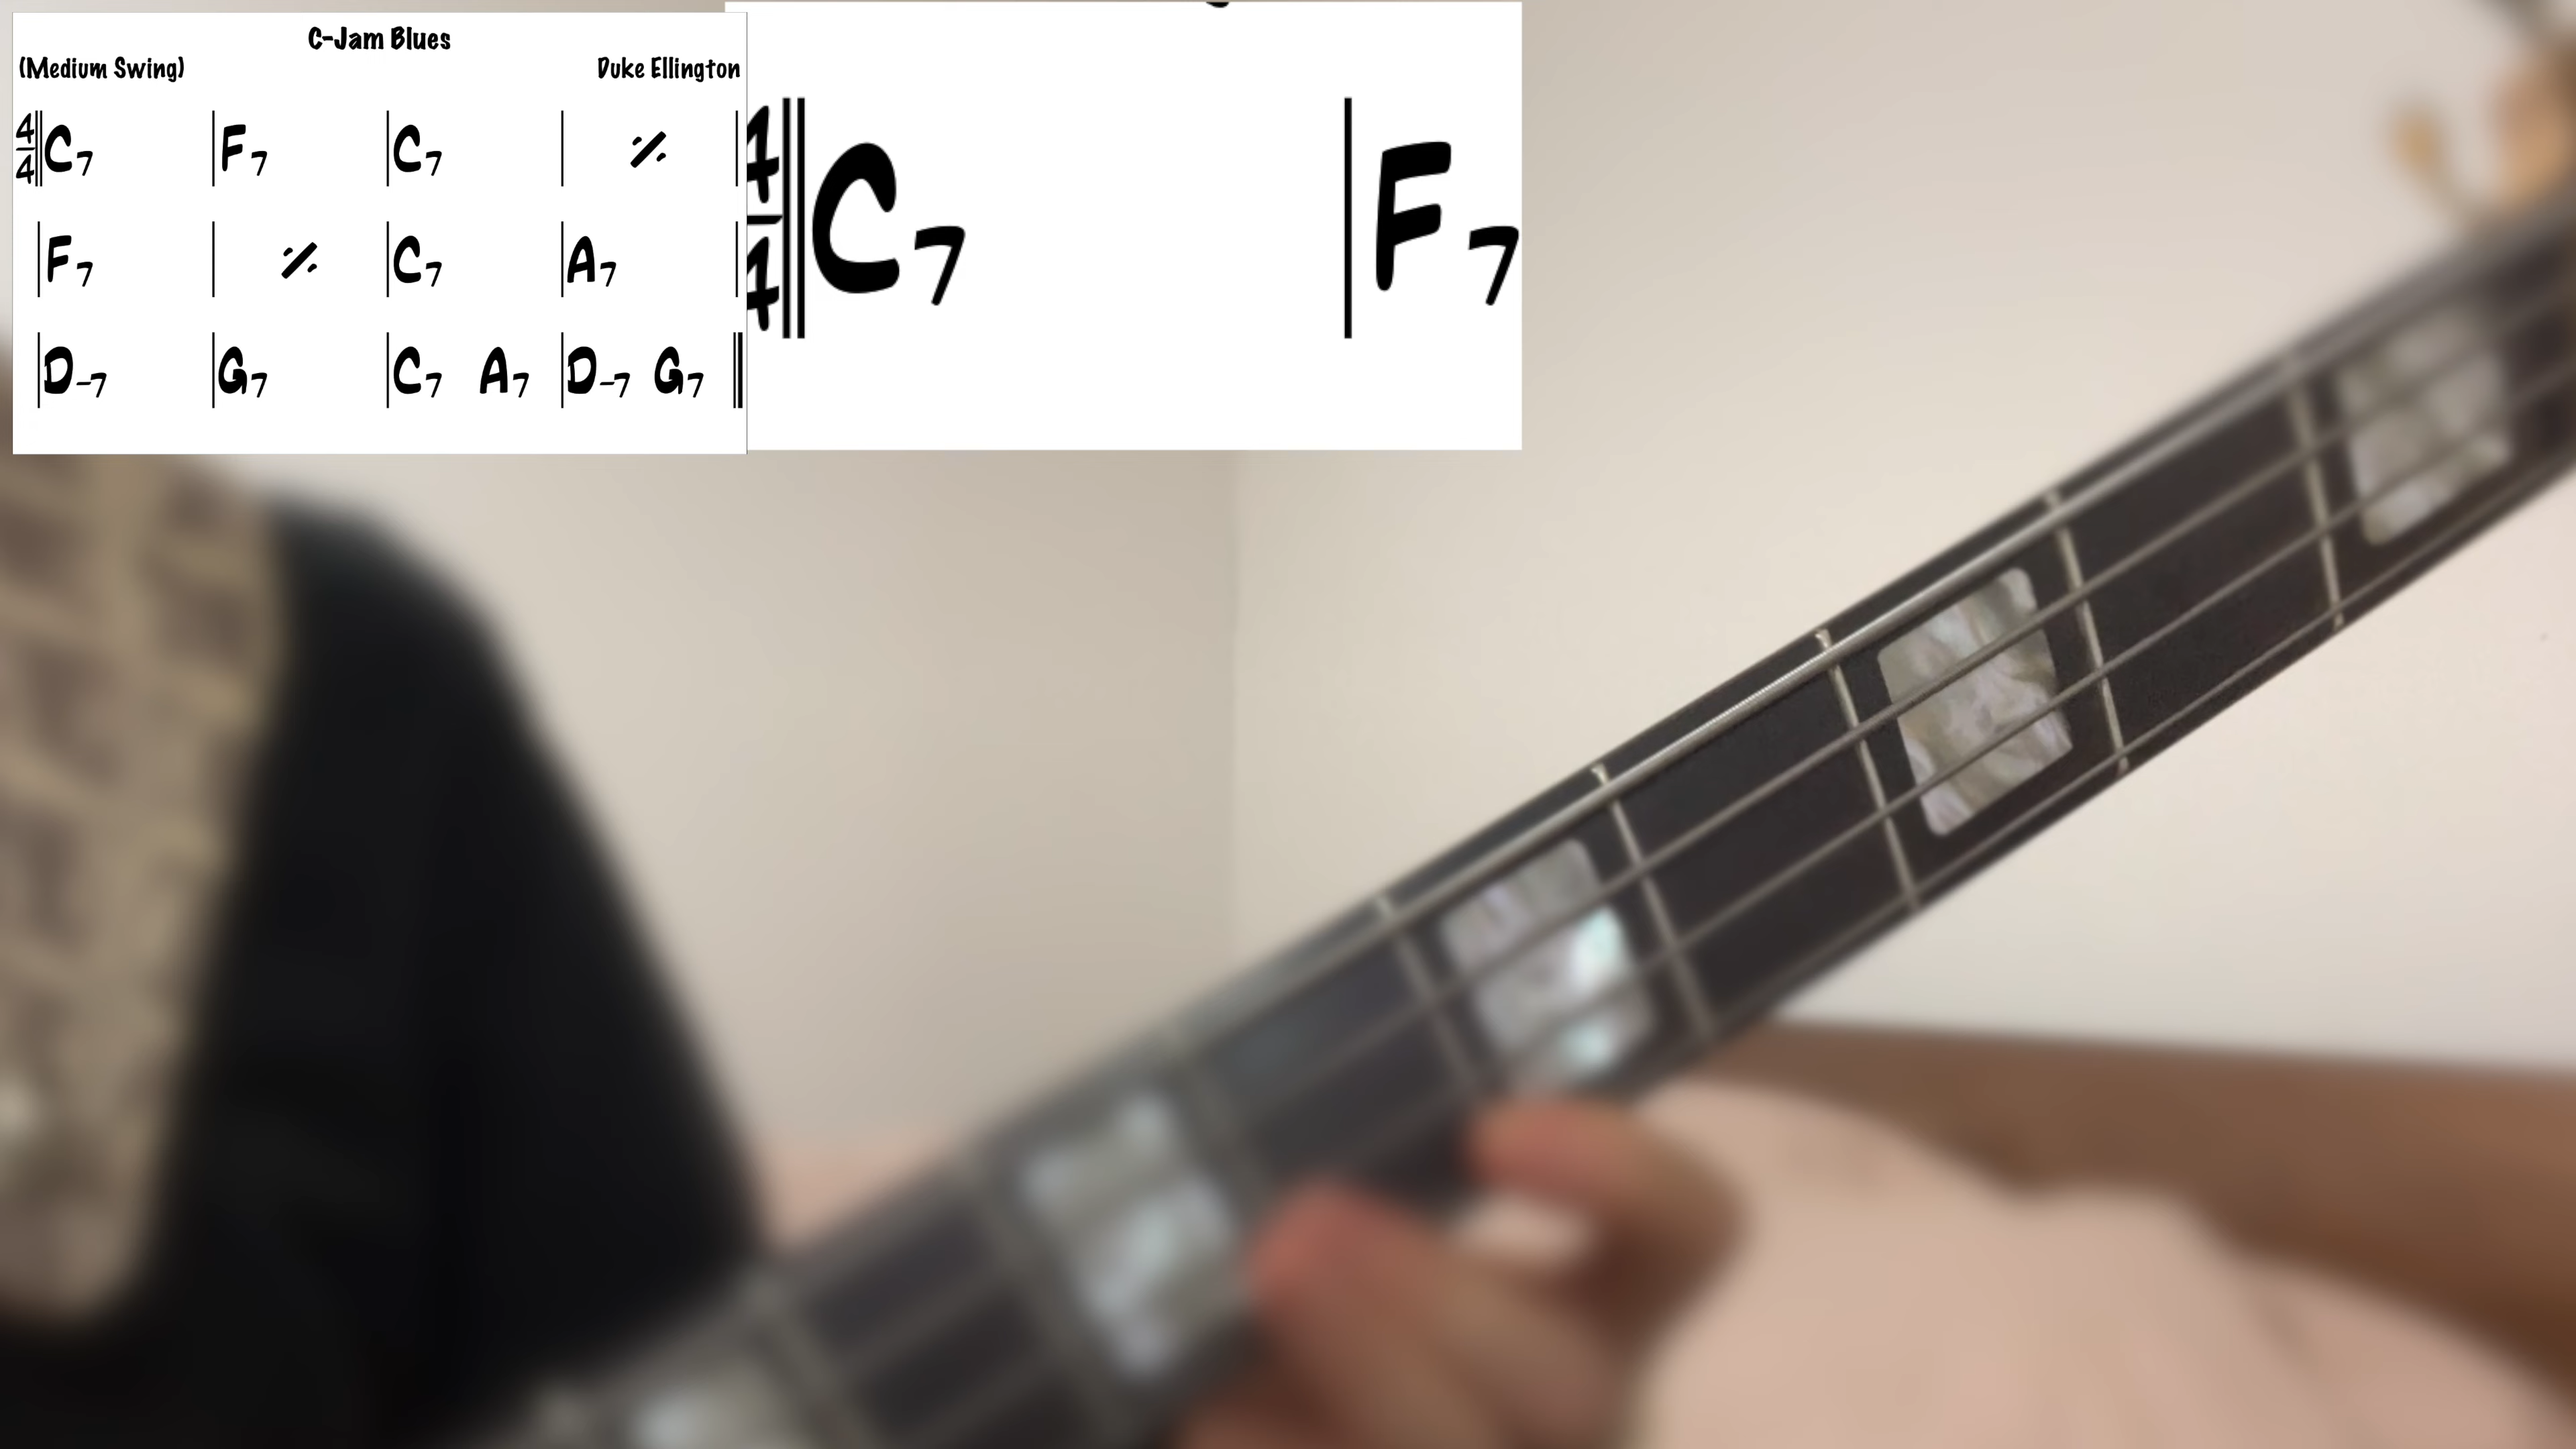 C-Jam Blues
(Medium Swing) Duke Ellington
4/4 C7 F7 C7 %
F7 % C7 A7
D-7 G7 C7 A7 D-7 G7
4/4 C7 F7